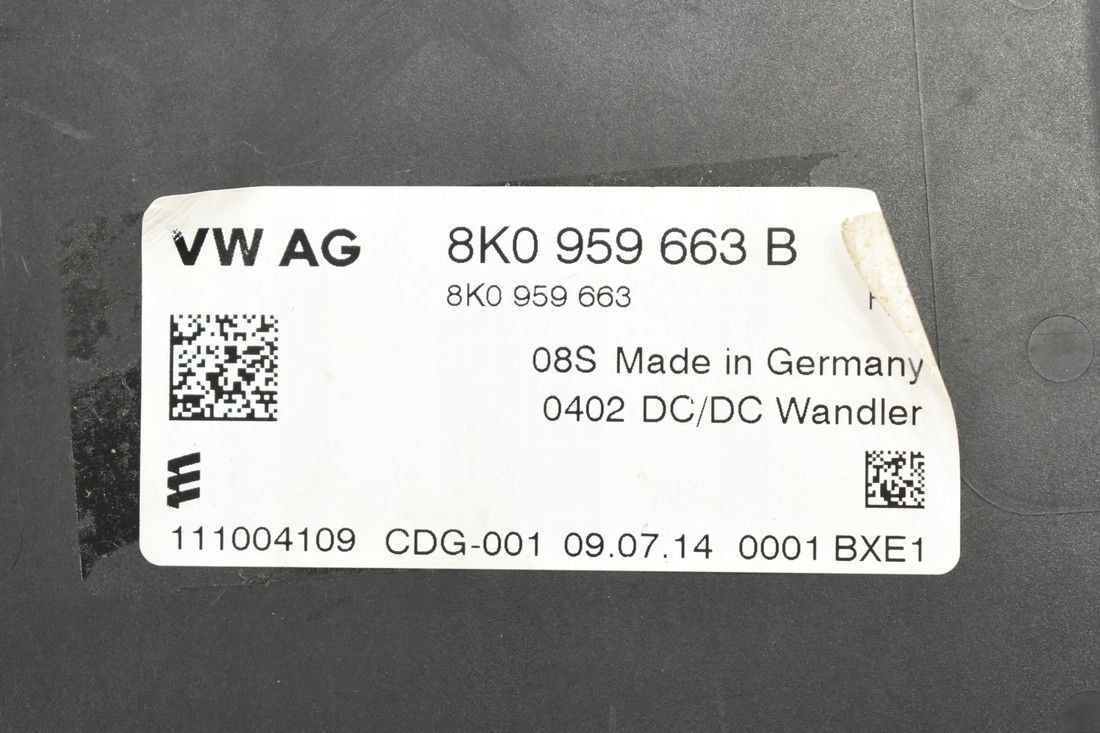 VW AG 8K0 959 663 B
8K0 959 663
08S Made in Germany
0402 DC/DC Wandler
111004109 CDG-001 09.07.14 0001 BXE1